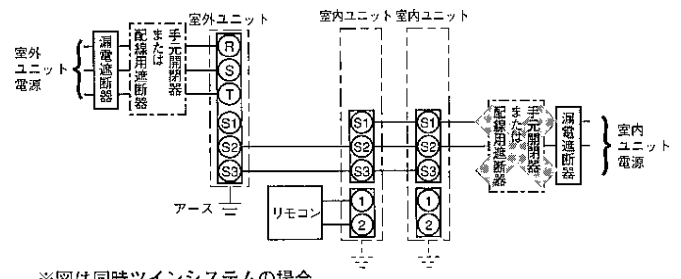 室外ユニット
室内ユニット 室内ユニット
室外
ユニット
電源
漏電遮断器
手元開閉器
または
配線用遮断器
R
S
T
S1
S2
S3
アース
リモコン
S1
S2
S3
1
2
S1
S2
S3
1
2
手元開閉器
または
配線用遮断器
漏電遮断器
室内
ユニット
電源
※図は同時ツインシステムの場合